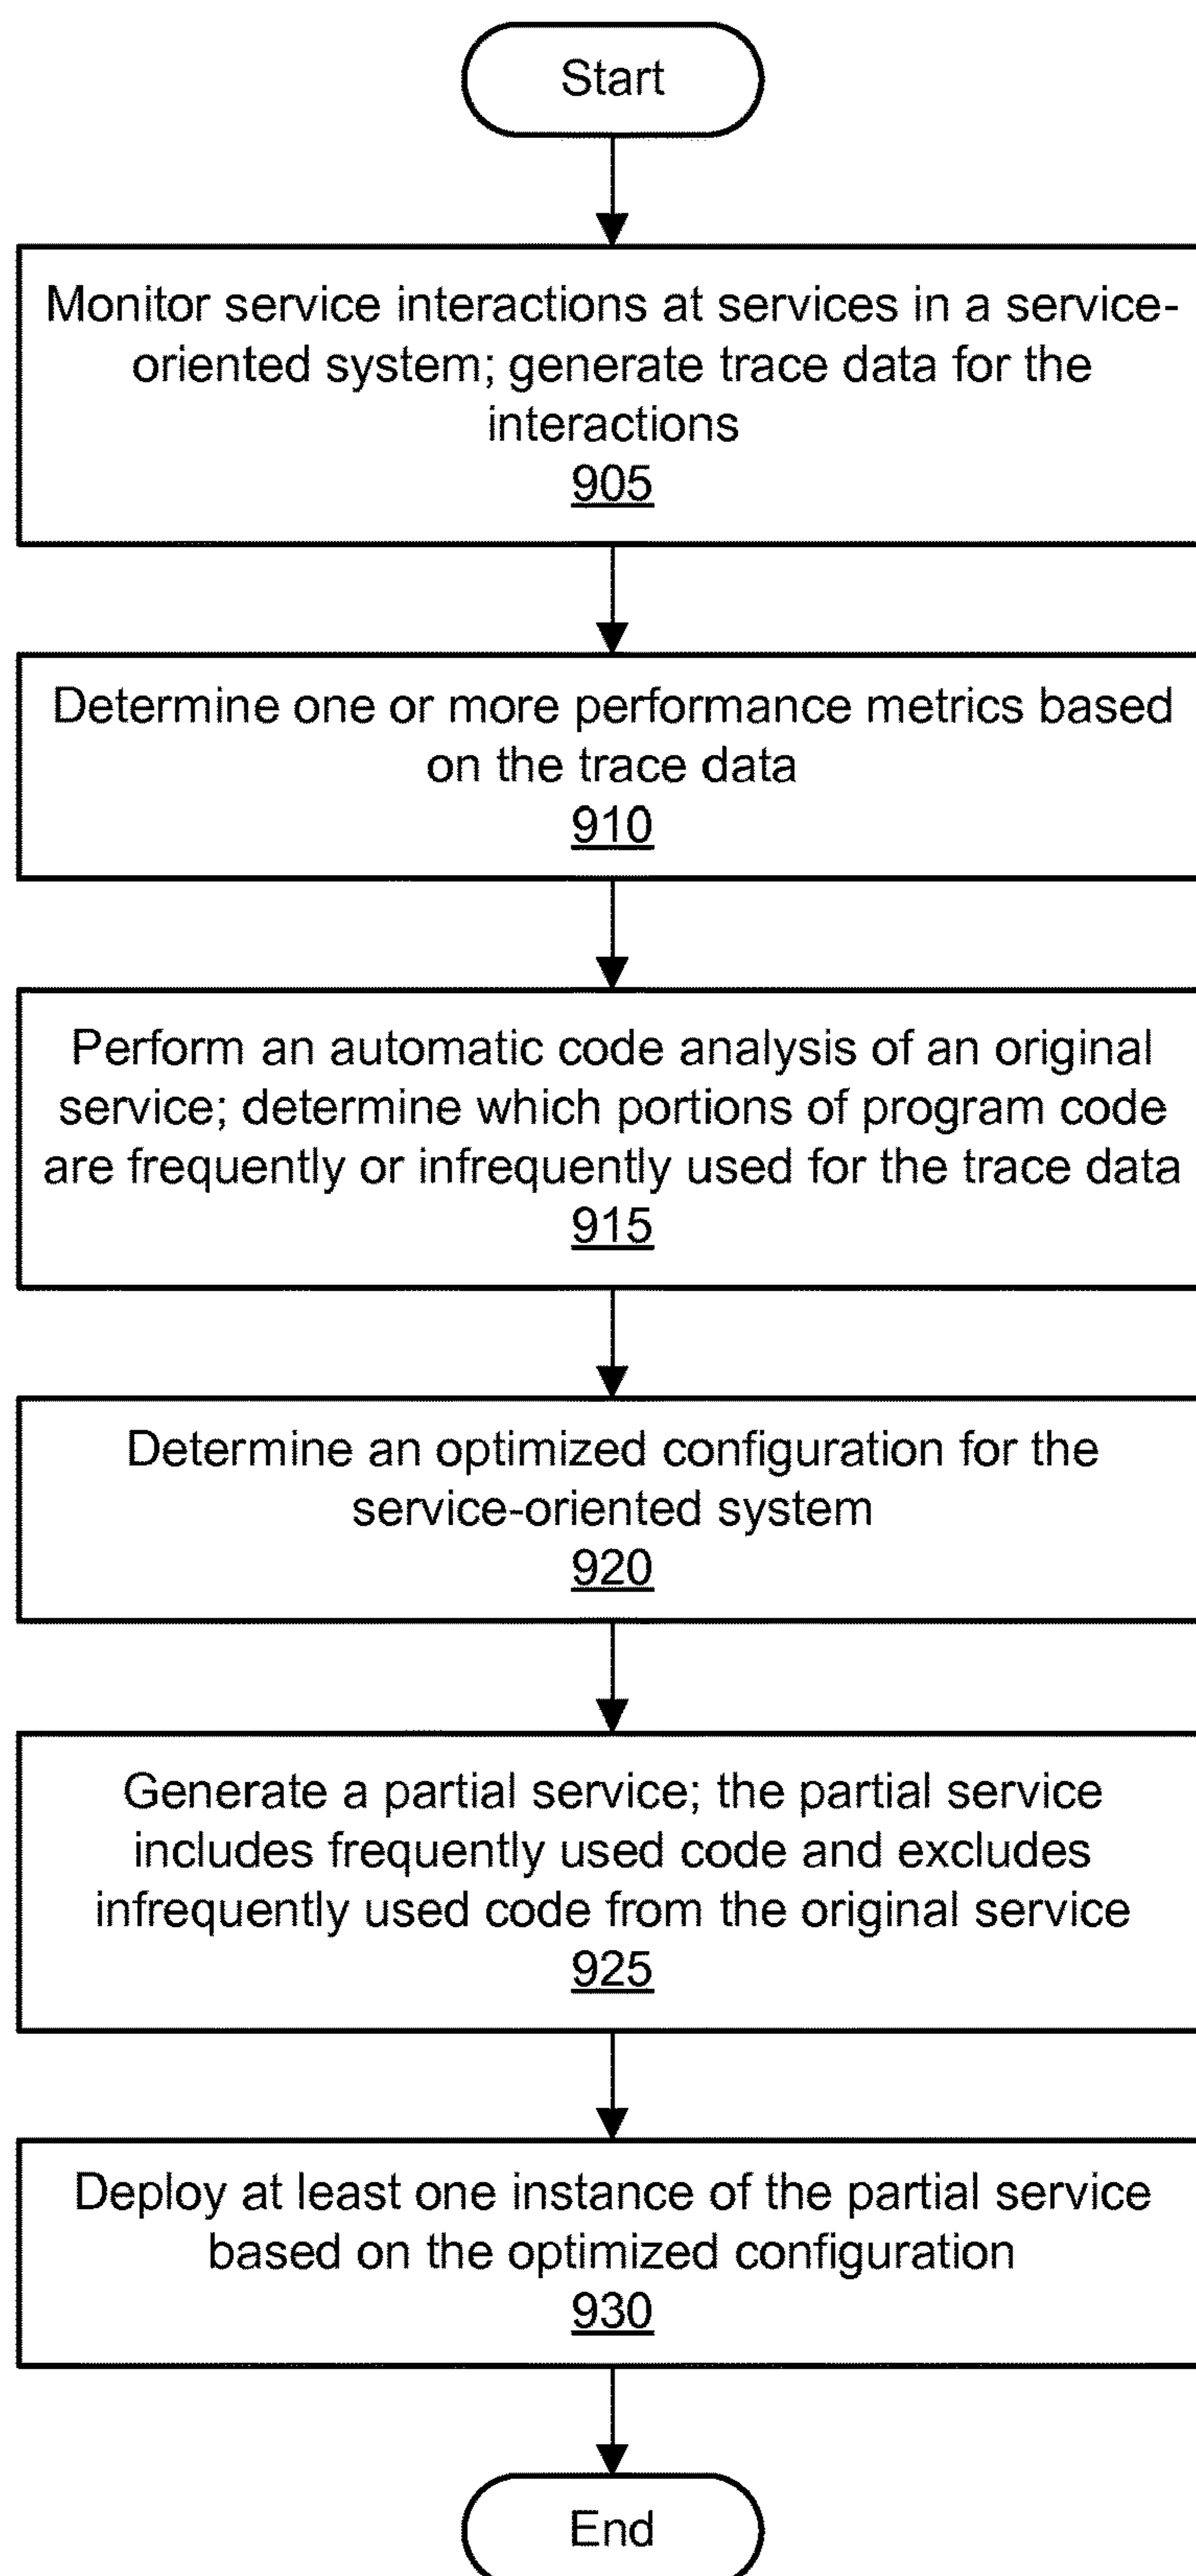 Start
Monitor service interactions at services in a service-
oriented system; generate trace data for the
interactions
905
Determine one or more performance metrics based
on the trace data
910
Perform an automatic code analysis of an original
service; determine which portions of program code
are frequently or infrequently used for the trace data
915
Determine an optimized configuration for the
service-oriented system
920
Generate a partial service; the partial service
includes frequently used code and excludes
infrequently used code from the original service
925
Deploy at least one instance of the partial service
based on the optimized configuration
930
End